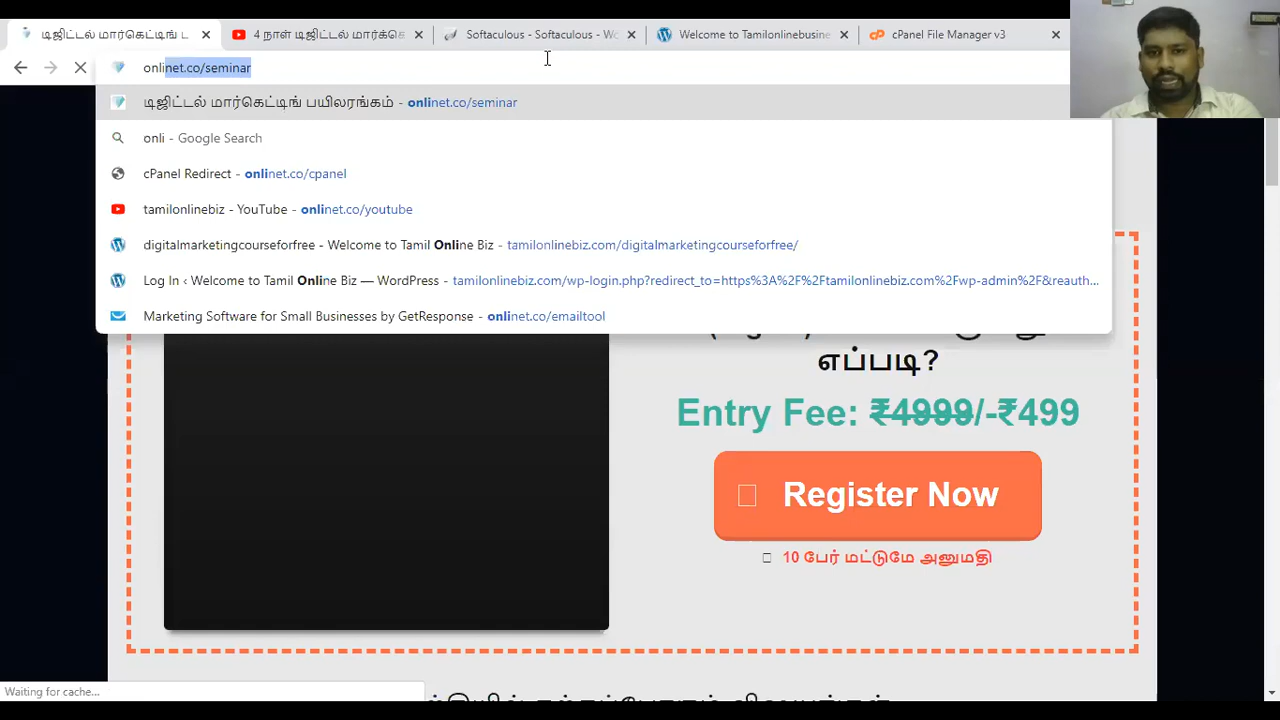 டிஜிட்டல் மார்கெட்டிங் ப
4 நாள் டிஜிட்டல் மார்க்கெ
Softaculous - Softaculous - Wo
Welcome to Tamilonlinebusine
cPanel File Manager v3
onlinet.co/seminar
டிஜிட்டல் மார்கெட்டிங் பயிலரங்கம் - onlinet.co/seminar
onli - Google Search
cPanel Redirect - onlinet.co/cpanel
tamilonlinebiz - YouTube - onlinet.co/youtube
digitalmarketingcourseforfree - Welcome to Tamil Online Biz - tamilonlinebiz.com/digitalmarketingcourseforfree/
Log In ‹ Welcome to Tamil Online Biz — WordPress - tamilonlinebiz.com/wp-login.php?redirect_to=https%3A%2F%2Ftamilonlinebiz.com%2Fwp-admin%2F&reauth...
Marketing Software for Small Businesses by GetResponse - onlinet.co/emailtool
எப்படி?
Entry Fee: ₹4999/-₹499
Register Now
10 பேர் மட்டுமே அனுமதி
Waiting for cache...